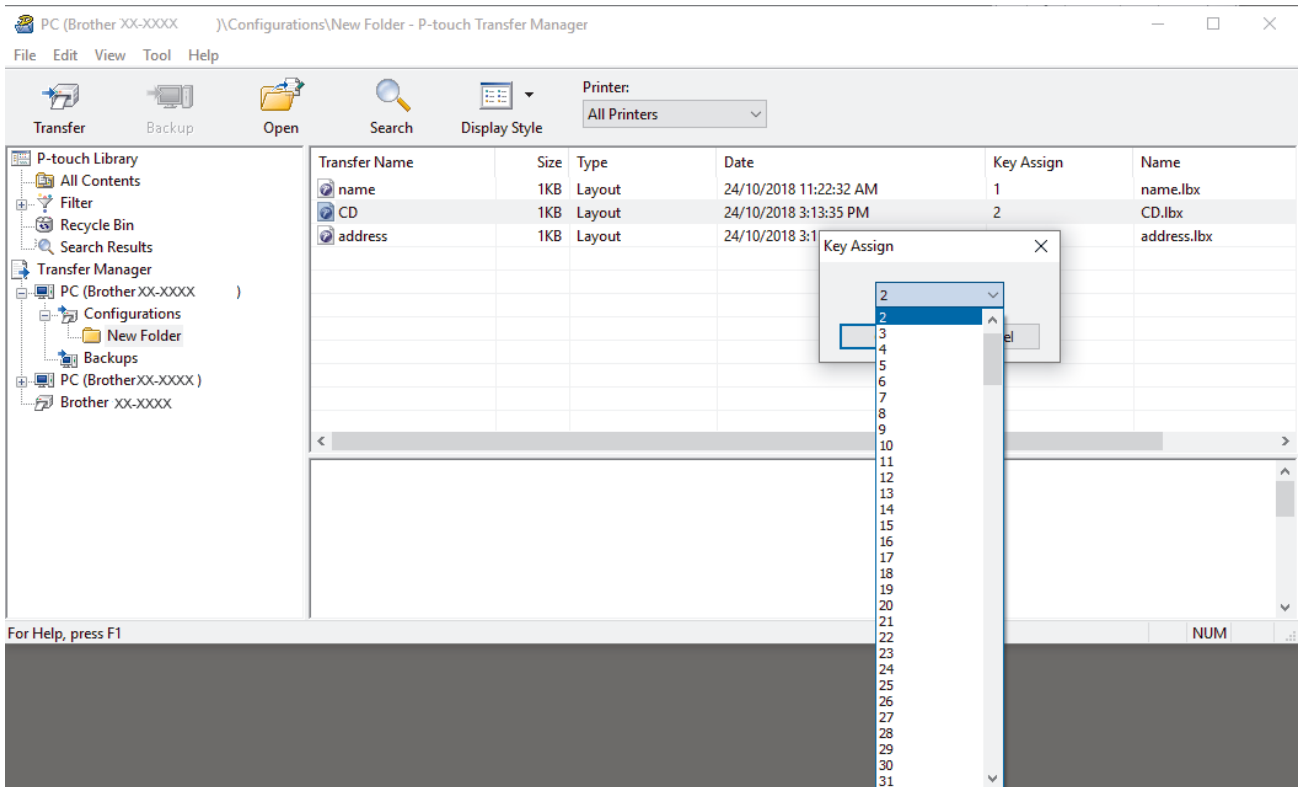 PC (Brother XX-XXXX )\Configurations\New Folder - P-touch Transfer Manager
File Edit View Tool Help
Printer:
All Printers
Transfer Backup Open Search Display Style
P-touch Library
All Contents
Filter
Recycle Bin
Search Results
Transfer Manager
PC (Brother XX-XXXX )
Configurations
New Folder
Backups
PC (Brother XX-XXXX )
Brother XX-XXXX
Transfer Name Size Type Date Key Assign Name
name 1KB Layout 24/10/2018 11:22:32 AM 1 name.lbx
CD 1KB Layout 24/10/2018 3:13:35 PM 2 CD.lbx
address 1KB Layout 24/10/2018 3:1 address.lbx
Key Assign
2
2
3
4
5
6
7
8
9
10
11
12
13
14
15
16
17
18
19
20
21
22
23
24
25
26
27
28
29
30
31
For Help, press F1
NUM